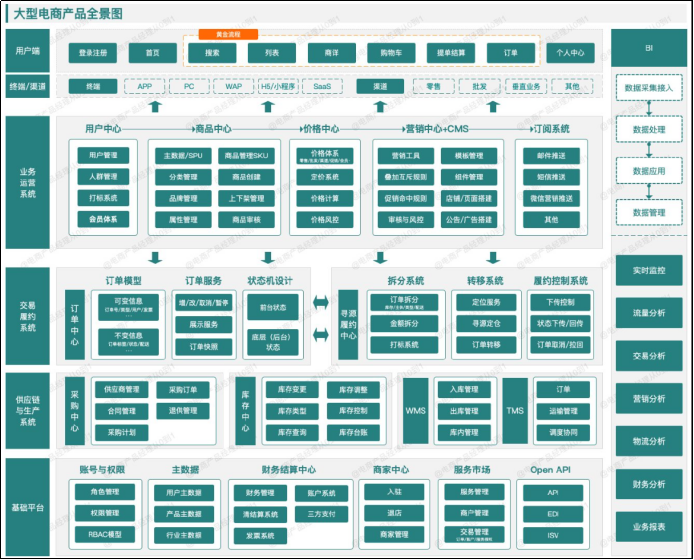 大型电商产品全景图
用户端
登录注册
首页
黄金流程
搜索
列表
商详
购物车
提单结算
订单
个人中心
终端/渠道
终端
APP
PC
WAP
H5/小程序
SaaS
渠道
零售
批发
垂直业务
其他
业务
运营
系统
用户中心
用户管理
人群管理
打标系统
会员体系
商品中心
主数据/SPU
商品管理SKU
分类管理
商品创建
品牌管理
上下架管理
属性管理
商品审核
价格中心
价格体系
定价系统
价格计算
价格风控
营销中心+CMS
营销工具
模板管理
叠加互斥规则
组件管理
促销命中规则
店铺/页面搭建
审核与风控
公告/广告搭建
订阅系统
邮件推送
短信推送
微信营销推送
其他
交易
履约
系统
订单中心
订单模型
可变信息
订单号/类型/用户/发票
...
不变信息
订单标签/状态/配送
...
订单服务
增/改/取消/暂停
展示服务
订单快照
状态机设计
前台状态
底层（后台）
状态
寻源
履约
中心
拆分系统
订单拆分
金额拆分
打标系统
转移系统
定位服务
寻源定仓
订单转移
履约控制系统
下传控制
状态下传/回传
订单取消/拉回
供应链
与生产
系统
采购中心
供应商管理
采购订单
合同管理
退供管理
采购计划
库存中心
库存变更
库存调整
库存类型
库存控制
库存查询
库存台账
WMS
入库管理
出库管理
库内管理
TMS
订单
运输管理
调度协同
基础平台
账号与权限
角色管理
权限管理
RBAC模型
主数据
用户主数据
产品主数据
行业主数据
财务结算中心
财务管理
账户系统
清结算系统
三方支付
发票系统
商家中心
入驻
退店
商家管理
服务市场
服务管理
商户管理
交易管理
Open API
API
EDI
ISV
BI
数据采集接入
数据处理
数据应用
数据管理
实时监控
流量分析
交易分析
营销分析
物流分析
财务分析
业务报表